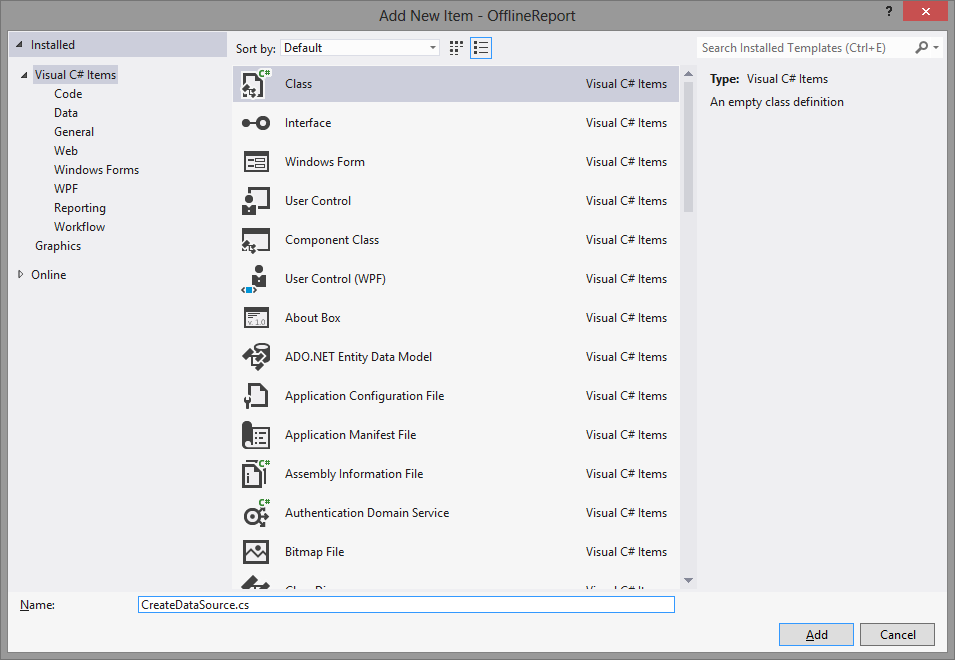 Add New Item - OfflineReport
?
Installed
Sort by: Default
Search Installed Templates (Ctrl+E)
Visual C# Items
Code
Data
General
Web
Windows Forms
WPF
Reporting
Workflow
Graphics
Online
C#
Class Visual C# Items
Interface Visual C# Items
Windows Form Visual C# Items
User Control Visual C# Items
Component Class Visual C# Items
User Control (WPF) Visual C# Items
v. 1.0
About Box Visual C# Items
ADO.NET Entity Data Model Visual C# Items
Application Configuration File Visual C# Items
Application Manifest File Visual C# Items
C#
Assembly Information File Visual C# Items
C#
Authentication Domain Service Visual C# Items
Bitmap File Visual C# Items
Type: Visual C# Items
An empty class definition
Name: CreateDataSource.cs
Add Cancel